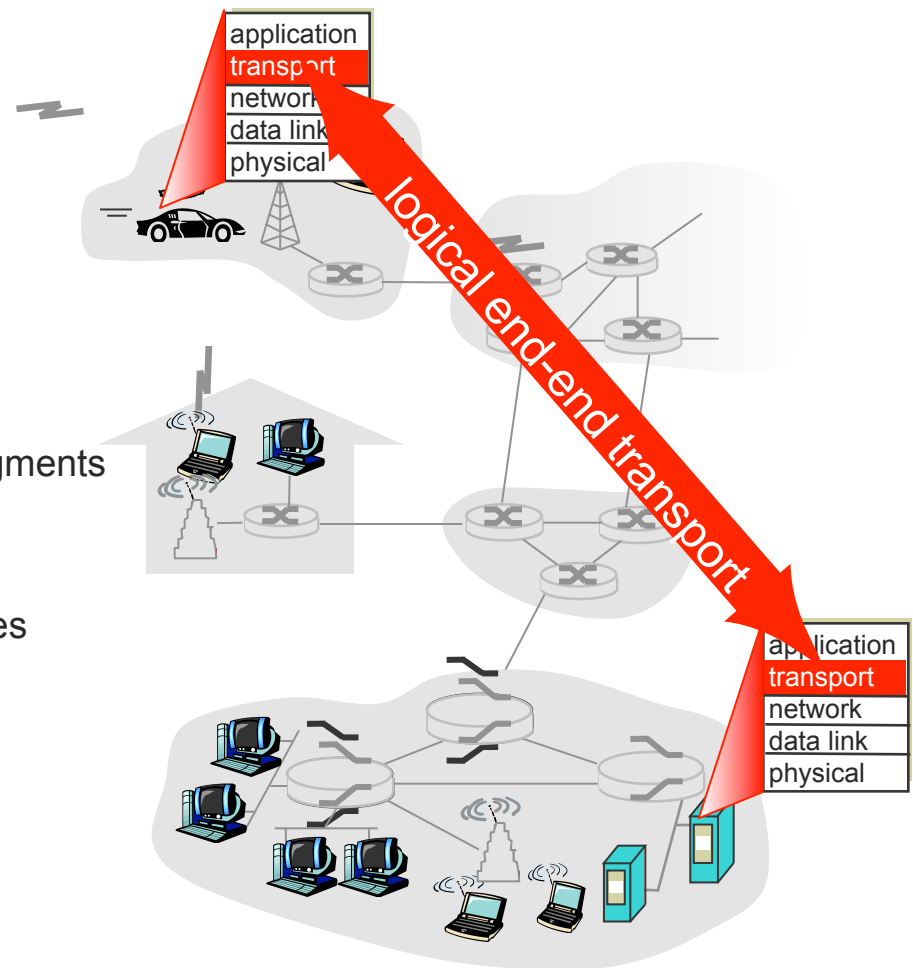 application
transport
network
data link
physical
logical end-end transport
gments
es
application
transport
network
data link
physical